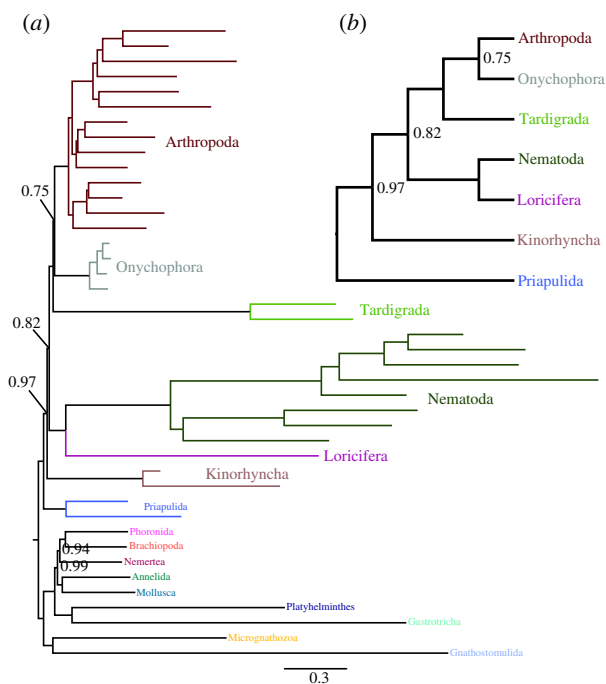 (a)
Arthropoda
0.75
Onychophora
Tardigrada
0.82
0.97
Nematoda
Loricifera
Kinorhyncha
Priapulida
Phoronida
0.94
Brachiopoda
Nemertea
0.99
Annelida
Mollusca
Platyhelminthes
Gastrotricha
Micrognathozoa
Gnathostomulida
0.3
(b)
Arthropoda
0.75
Onychophora
Tardigrada
0.82
Nematoda
0.97
Loricifera
Kinorhyncha
Priapulida